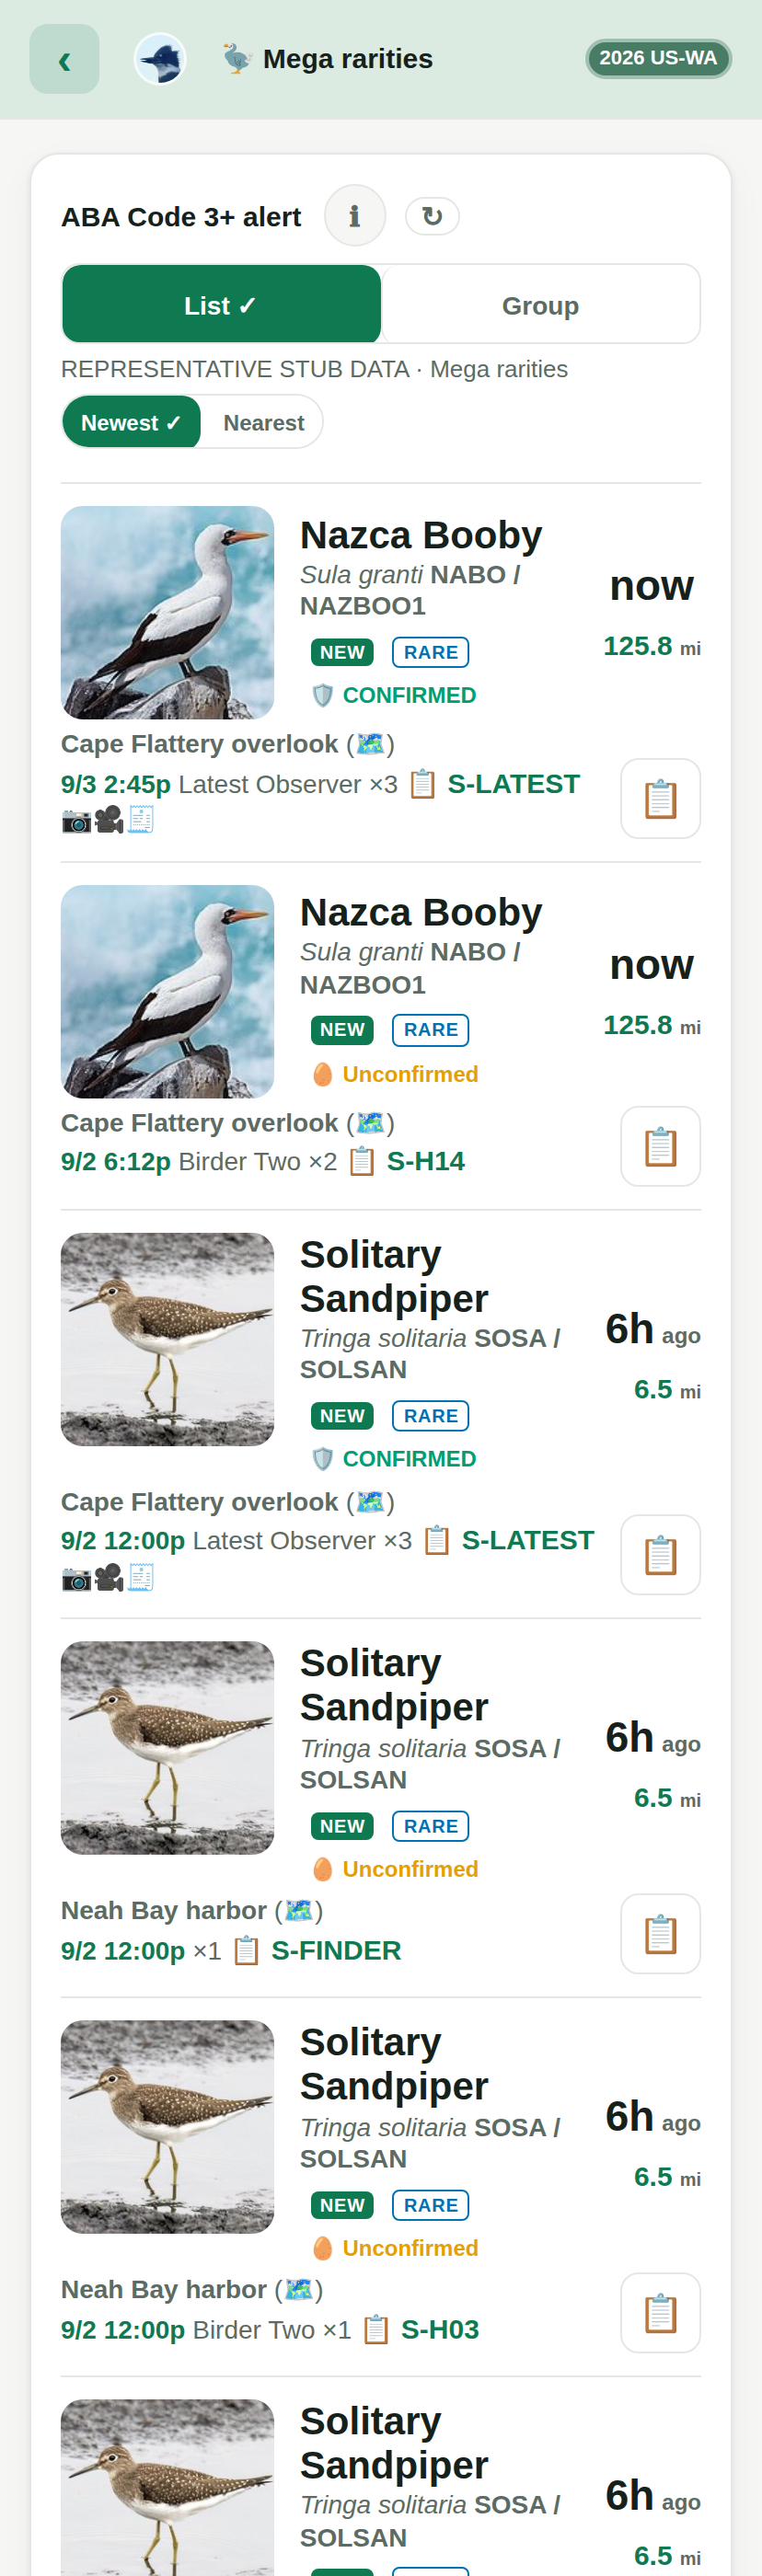 ‹ 🦤 Mega rarities 2026 US-WA
ABA Code 3+ alert ℹ ↻
List ✓ Group
REPRESENTATIVE STUB DATA · Mega rarities
Newest ✓ Nearest
Nazca Booby
Sula granti NABO /
NAZBOO1
now
125.8 mi
NEW RARE
🛡️ CONFIRMED
Cape Flattery overlook (🗺️)
9/3 2:45p Latest Observer ×3 📋 S-LATEST
📷🎥🧾
📋
Nazca Booby
Sula granti NABO /
NAZBOO1
now
125.8 mi
NEW RARE
🥚 Unconfirmed
Cape Flattery overlook (🗺️)
9/2 6:12p Birder Two ×2 📋 S-H14
📋
Solitary
Sandpiper
Tringa solitaria SOSA /
SOLSAN
6h ago
6.5 mi
NEW RARE
🛡️ CONFIRMED
Cape Flattery overlook (🗺️)
9/2 12:00p Latest Observer ×3 📋 S-LATEST
📷🎥🧾
📋
Solitary
Sandpiper
Tringa solitaria SOSA /
SOLSAN
6h ago
6.5 mi
NEW RARE
🥚 Unconfirmed
Neah Bay harbor (🗺️)
9/2 12:00p ×1 📋 S-FINDER
📋
Solitary
Sandpiper
Tringa solitaria SOSA /
SOLSAN
6h ago
6.5 mi
NEW RARE
🥚 Unconfirmed
Neah Bay harbor (🗺️)
9/2 12:00p Birder Two ×1 📋 S-H03
📋
Solitary
Sandpiper
Tringa solitaria SOSA /
SOLSAN
6h ago
6.5 mi